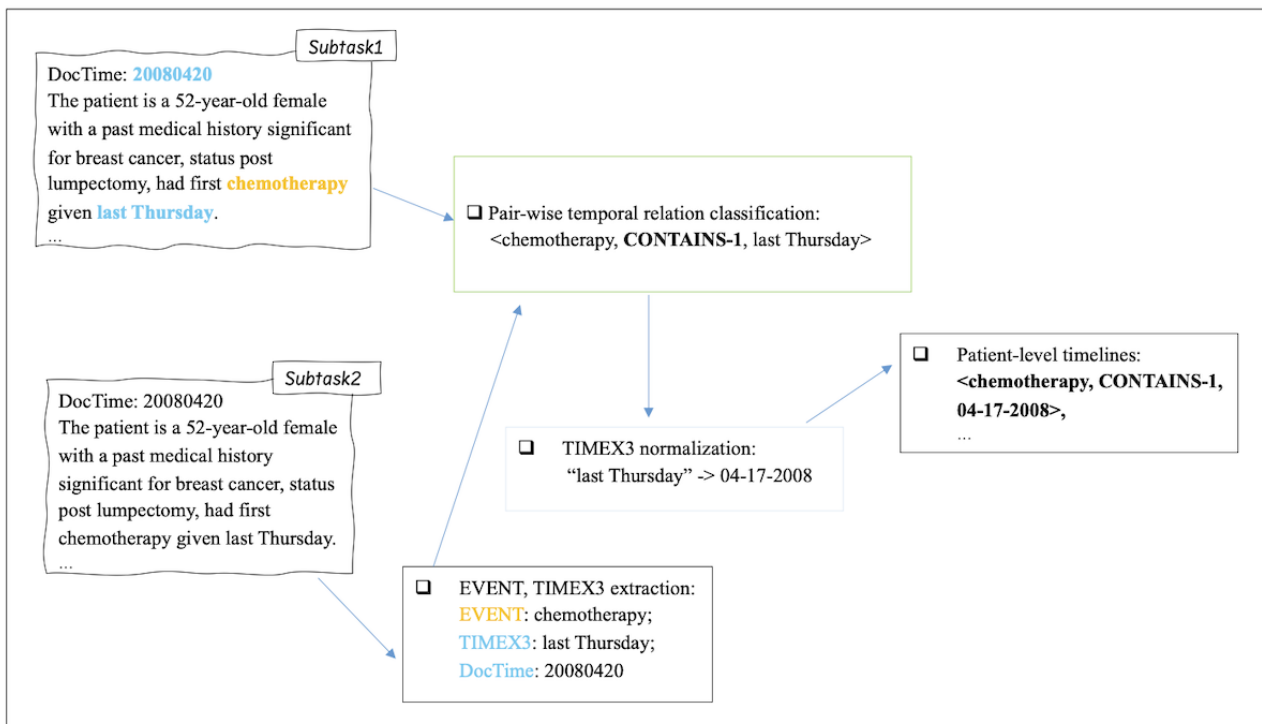 Subtask1
DocTime: 20080420
The patient is a 52-year-old female
with a past medical history significant
for breast cancer, status post
lumpectomy, had first chemotherapy
given last Thursday.
...
❑ Pair-wise temporal relation classification:
<chemotherapy, CONTAINS-1, last Thursday>
Subtask2
DocTime: 20080420
The patient is a 52-year-old female
with a past medical history
significant for breast cancer, status
post lumpectomy, had first
chemotherapy given last Thursday.
...
❑ EVENT, TIMEX3 extraction:
EVENT: chemotherapy;
TIMEX3: last Thursday;
DocTime: 20080420
❑ TIMEX3 normalization:
“last Thursday” -> 04-17-2008
❑ Patient-level timelines:
<chemotherapy, CONTAINS-1,
04-17-2008>,
...